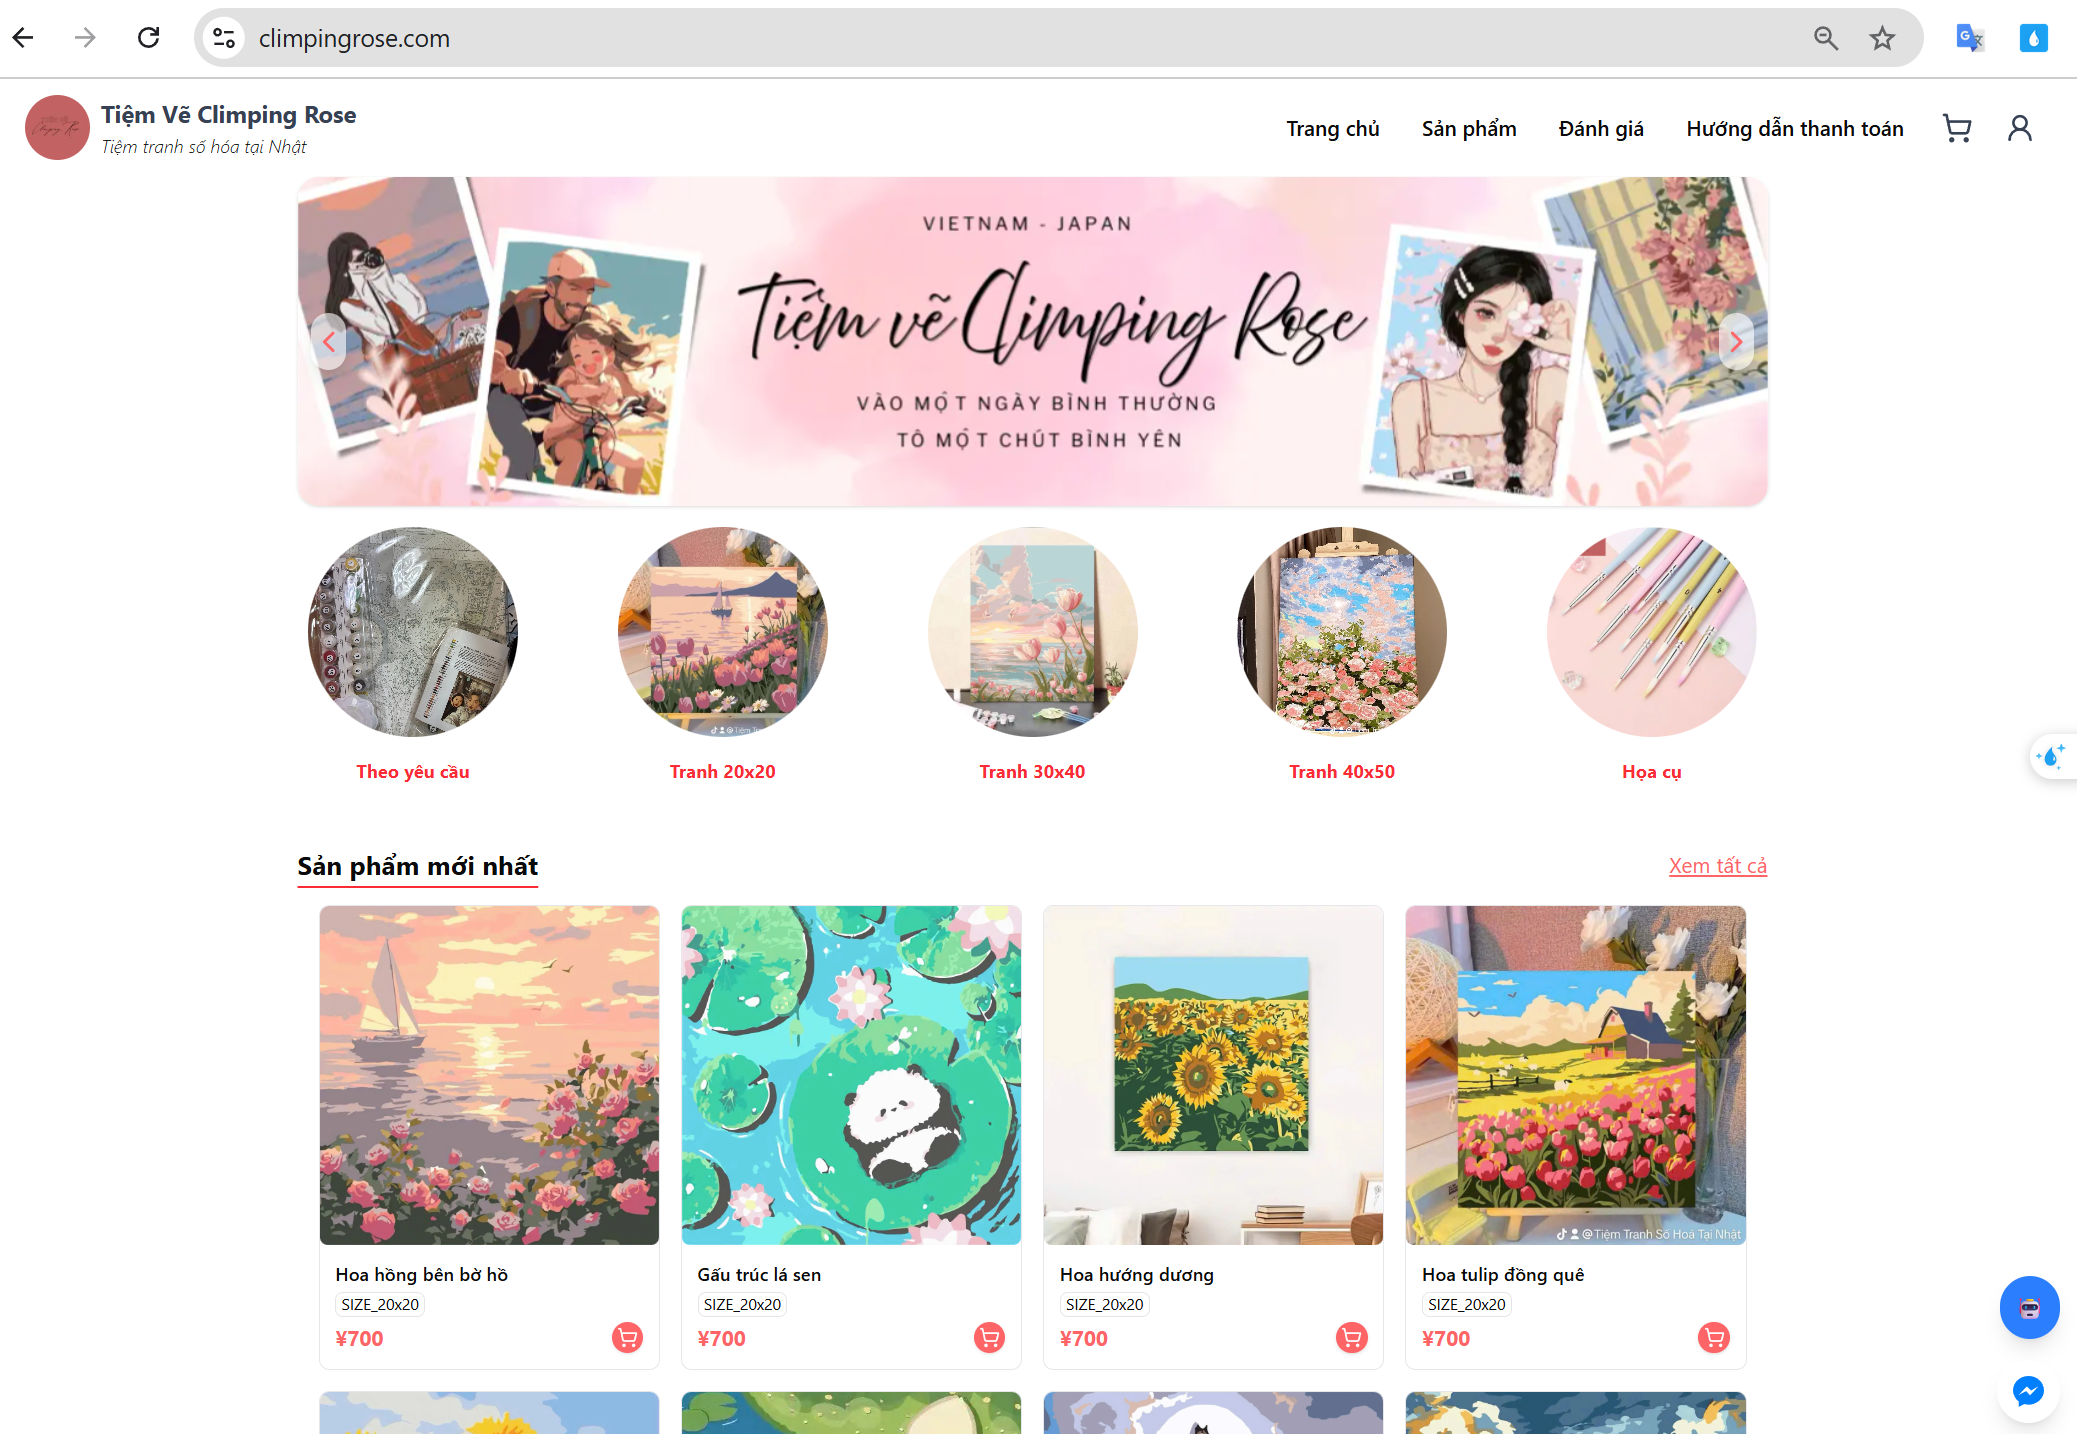 climpingrose.com
Tiệm Vẽ Climping Rose
Tiệm tranh số hóa tại Nhật
Trang chủ
Sản phẩm
Đánh giá
Hướng dẫn thanh toán
VIETNAM - JAPAN
Tiệm vẽ Climping Rose
VÀO MỘT NGÀY BÌNH THƯỜNG
TÔ MỘT CHÚT BÌNH YÊN
Theo yêu cầu
Tranh 20x20
Tranh 30x40
Tranh 40x50
Họa cụ
Sản phẩm mới nhất
Xem tất cả
@Tiệm Tranh Số Hoá Tại Nhật
Hoa hồng bên bờ hồ
SIZE_20x20
¥700
Gấu trúc lá sen
SIZE_20x20
¥700
Hoa hướng dương
SIZE_20x20
¥700
Hoa tulip đồng quê
SIZE_20x20
¥700